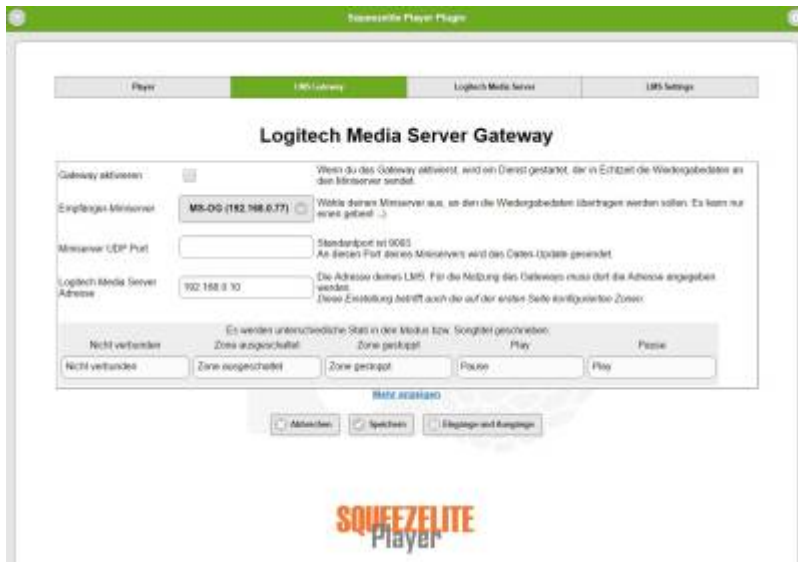 Squeezelite Player Plugin
Player
LMS Gateway
Logitech Media Server
LMS Settings
Logitech Media Server Gateway
Gateway aktivieren
Wenn du das Gateway aktivierst, wird ein Dienst gestartet, der in Echtzeit die Wiedergabedaten an
den Miniserver sendet.
Empfänger-Miniserver
MS-OG (192.168.0.77)
Wähle deinen Miniserver aus, an den die Wiedergabedaten übertragen werden sollen. Es kann nur
einen geben! ;-)
Miniserver UDP Port
Standardport ist 9093
An diesen Port deines Miniservers wird das Daten-Update gesendet.
Logitech Media Server
Adresse
192.168.0.10
Die Adresse deines LMS. Für die Nutzung des Gateways muss dort die Adresse angegeben
werden.
Diese Einstellung betrifft auch die auf der ersten Seite konfigurierten Zonen.
Es werden unterschiedliche Stati in den Modus bzw. Songtitel geschrieben.
Nicht verbunden
Zone ausgeschaltet
Zone gestoppt
Play
Pause
Nicht verbunden
Zone ausgeschaltet
Zone gestoppt
Pause
Play
Mehr anzeigen
Abbrechen
Speichern
Eingänge und Ausgänge
SQUEEZELITE
Player